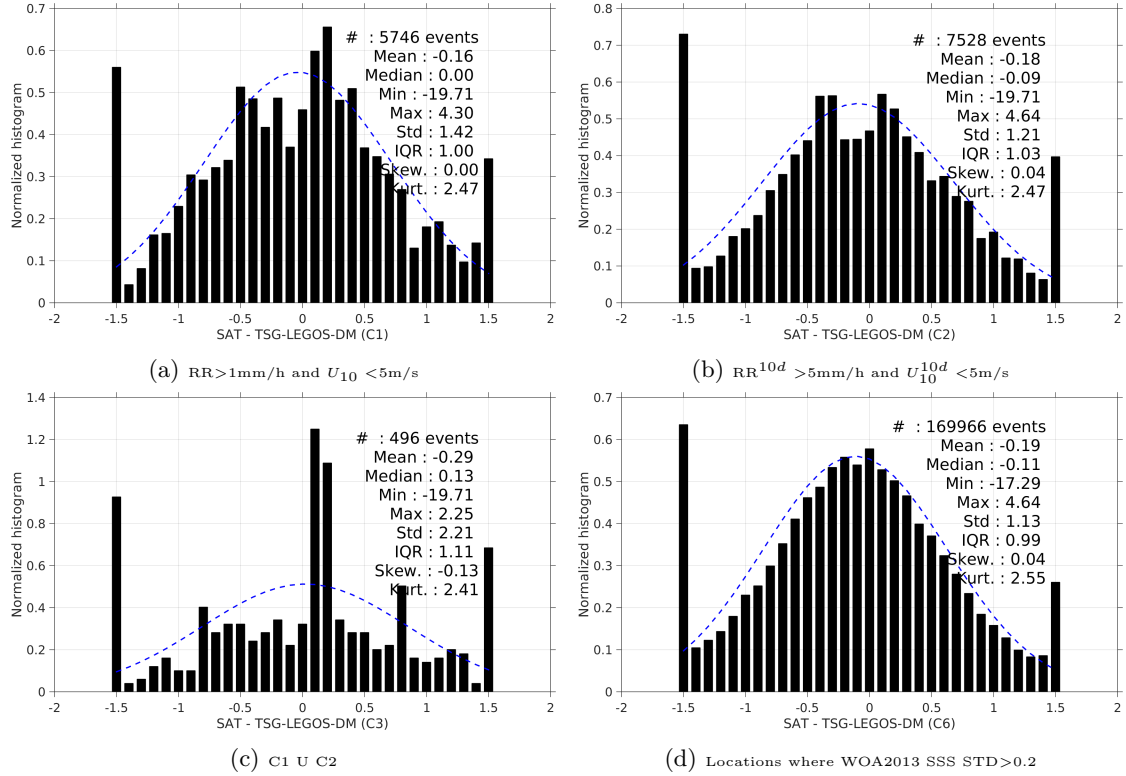 0.7
0.6
0.5
0.4
0.3
0.2
0.1
0
-2
-1.5
-1
-0.5
0
0.5
1
1.5
2
Normalized histogram
SAT - TSG-LEGOS-DM (C1)
# : 5746 events
Mean : -0.16
Median : 0.00
Min : -19.71
Max : 4.30
Std : 1.42
IQR : 1.00
Skew. : 0.00
Kurt. : 2.47
(a) RR>1mm/h and U10 <5m/s
0.8
0.7
0.6
0.5
0.4
0.3
0.2
0.1
0
-2
-1.5
-1
-0.5
0
0.5
1
1.5
2
Normalized histogram
SAT - TSG-LEGOS-DM (C2)
# : 7528 events
Mean : -0.18
Median : -0.09
Min : -19.71
Max : 4.64
Std : 1.21
IQR : 1.03
Skew. : 0.04
Kurt. : 2.47
(b) RR10d >5mm/h and U10d10 <5m/s
1.4
1.2
1
0.8
0.6
0.4
0.2
0
-2
-1.5
-1
-0.5
0
0.5
1
1.5
2
Normalized histogram
SAT - TSG-LEGOS-DM (C3)
# : 496 events
Mean : -0.29
Median : 0.13
Min : -19.71
Max : 2.25
Std : 2.21
IQR : 1.11
Skew. : -0.13
Kurt. : 2.41
(c) C1 U C2
0.7
0.6
0.5
0.4
0.3
0.2
0.1
0
-2
-1.5
-1
-0.5
0
0.5
1
1.5
2
Normalized histogram
SAT - TSG-LEGOS-DM (C6)
# : 169966 events
Mean : -0.19
Median : -0.11
Min : -17.29
Max : 4.64
Std : 1.13
IQR : 0.99
Skew. : 0.04
Kurt. : 2.55
(d) Locations where WOA2013 SSS STD>0.2